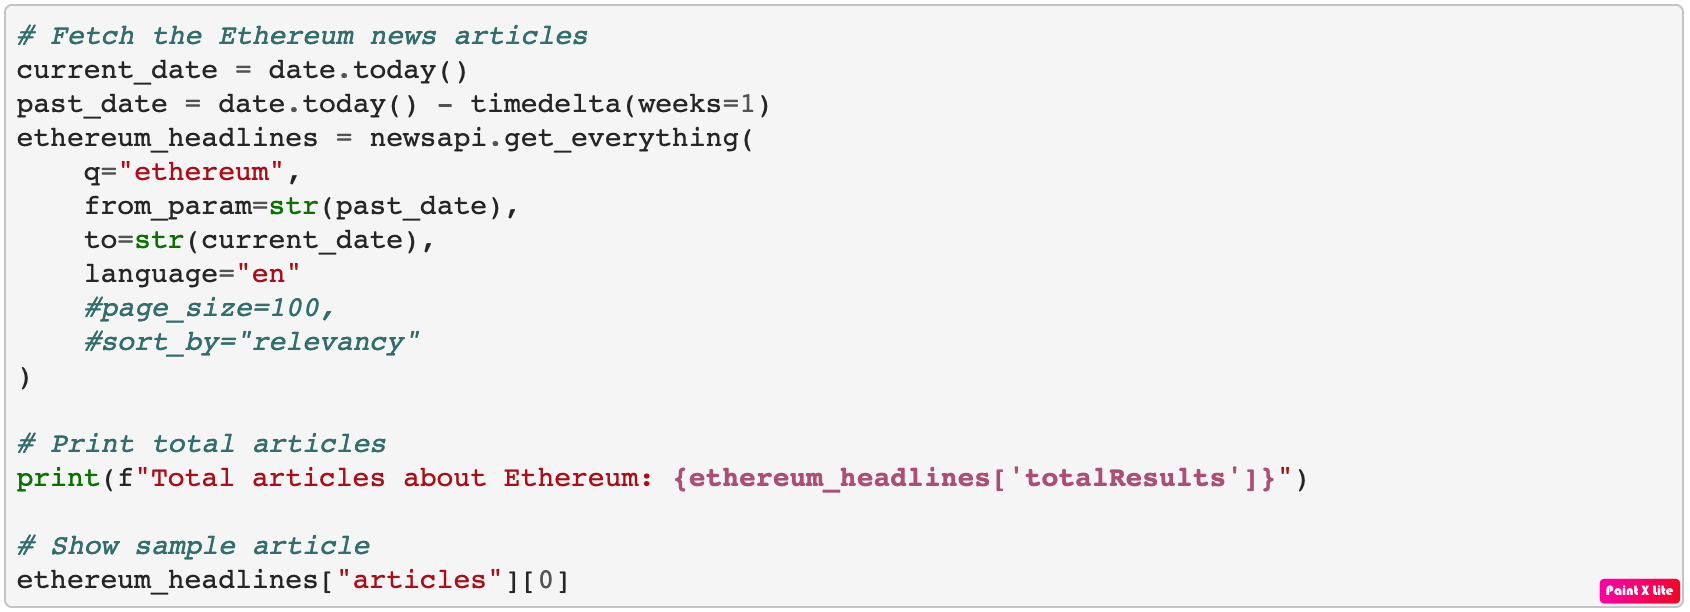 # Fetch the Ethereum news articles
current_date = date.today()
past_date = date.today() - timedelta(weeks=1)
ethereum_headlines = newsapi.get_everything(
    q="ethereum",
    from_param=str(past_date),
    to=str(current_date),
    language="en"
    #page_size=100,
    #sort_by="relevancy"
)

# Print total articles
print(f"Total articles about Ethereum: {ethereum_headlines['totalResults']}")

# Show sample article
ethereum_headlines["articles"][0]
Paint X Lite